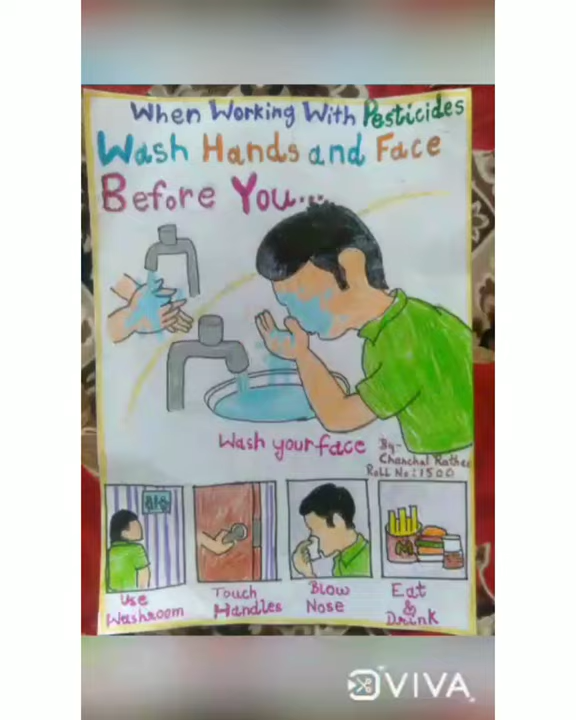 When Working With Pesticides
Wash Hands and Face
Before You...
Wash your face
By-
Chanchal Rathee
Roll No:1500
Use
Washroom
Touch
Handles
Blow
Nose
Eat
&
Drink
VIVA